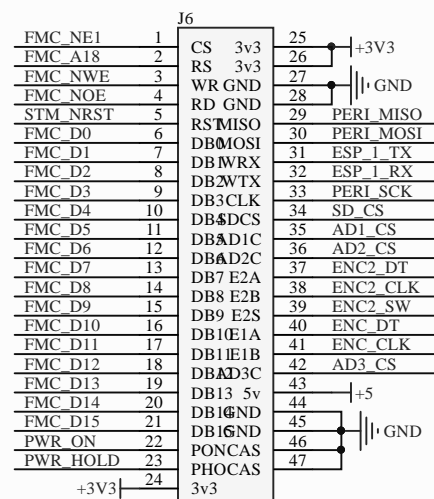 J6
FMC_NE1 1 CS 3v3 25 +3V3
FMC_A18 2 RS 3v3 26
FMC_NWE 3 WR GND 27 GND
FMC_NOE 4 RD GND 28
STM_NRST 5 RST MISO 29 PERI_MISO
FMC_D0 6 DB0 MOSI 30 PERI_MOSI
FMC_D1 7 DB1 WRX 31 ESP_1_TX
FMC_D2 8 DB2 WTX 32 ESP_1_RX
FMC_D3 9 DB3 CLK 33 PERI_SCK
FMC_D4 10 DB4 SDCS 34 SD_CS
FMC_D5 11 DB5 AD1C 35 AD1_CS
FMC_D6 12 DB6 AD2C 36 AD2_CS
FMC_D7 13 DB7 E2A 37 ENC2_DT
FMC_D8 14 DB8 E2B 38 ENC2_CLK
FMC_D9 15 DB9 E2S 39 ENC2_SW
FMC_D10 16 DB10 E1A 40 ENC_DT
FMC_D11 17 DB11 E1B 41 ENC_CLK
FMC_D12 18 DB12 AD3C 42 AD3_CS
FMC_D13 19 DB13 5v 43 +5
FMC_D14 20 DB14 GND 44
FMC_D15 21 DB15 GND 45 GND
PWR_ON 22 PON CAS 46
PWR_HOLD 23 PHO CAS 47
+3V3 24 3v3